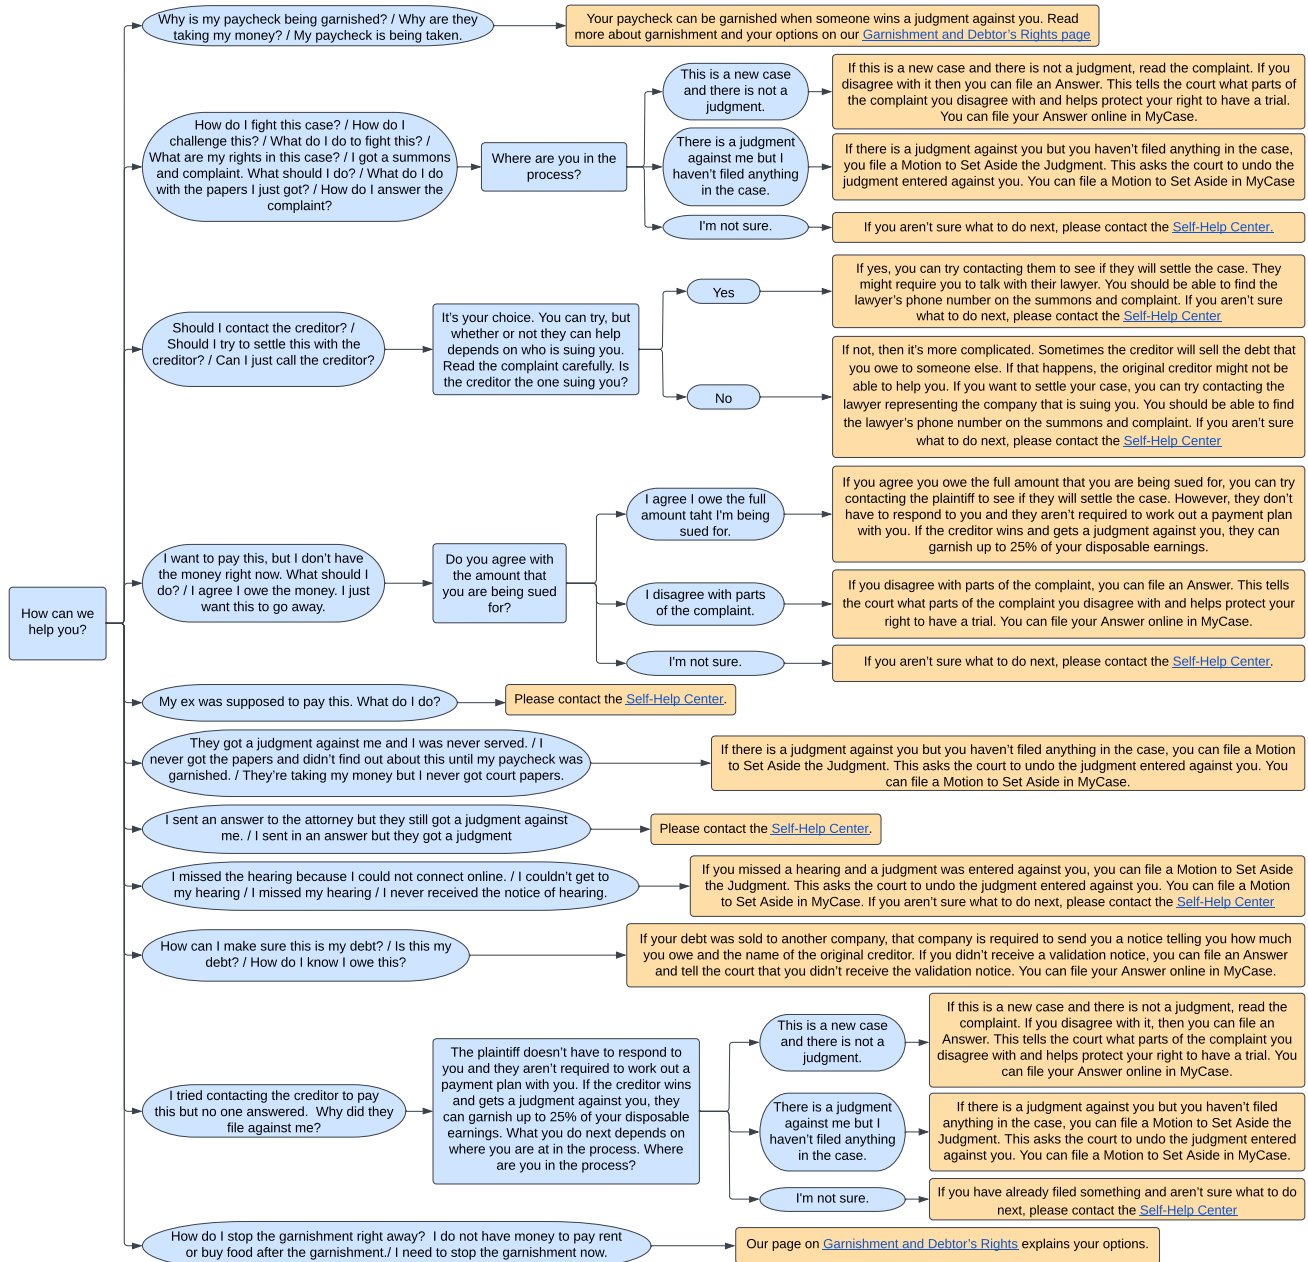 How can we
help you?
Why is my paycheck being garnished? / Why are they
taking my money? / My paycheck is being taken.
Your paycheck can be garnished when someone wins a judgment against you. Read
more about garnishment and your options on our Garnishment and Debtor’s Rights page
How do I fight this case? / How do I
challenge this? / What do I do to fight this? /
What are my rights in this case? / I got a summons
and complaint. What should I do? / What do I do
with the papers I just got? / How do I answer the
complaint?
Where are you in the
process?
This is a new case
and there is not a
judgment.
If this is a new case and there is not a judgment, read the complaint. If you
disagree with it then you can file an Answer. This tells the court what parts of
the complaint you disagree with and helps protect your right to have a trial.
You can file your Answer online in MyCase.
There is a judgment
against me but I
haven’t filed anything
in the case.
If there is a judgment against you but you haven’t filed anything in the case,
you file a Motion to Set Aside the Judgment. This asks the court to undo the
judgment entered against you. You can file a Motion to Set Aside in MyCase
I'm not sure.
If you aren’t sure what to do next, please contact the Self-Help Center.
Should I contact the creditor? /
Should I try to settle this with the
creditor? / Can I just call the creditor?
It’s your choice. You can try, but
whether or not they can help
depends on who is suing you.
Read the complaint carefully. Is
the creditor the one suing you?
Yes
If yes, you can try contacting them to see if they will settle the case. They
might require you to talk with their lawyer. You should be able to find the
lawyer’s phone number on the summons and complaint. If you aren’t sure
what to do next, please contact the Self-Help Center
No
If not, then it’s more complicated. Sometimes the creditor will sell the debt that
you owe to someone else. If that happens, the original creditor might not be
able to help you. If you want to settle your case, you can try contacting the
lawyer representing the company that is suing you. You should be able to find
the lawyer’s phone number on the summons and complaint. If you aren’t sure
what to do next, please contact the Self-Help Center
I want to pay this, but I don’t have
the money right now. What should I
do? / I agree I owe the money. I just
want this to go away.
Do you agree with
the amount that
you are being sued
for?
I agree I owe the full
amount taht I'm being
sued for.
If you agree you owe the full amount that you are being sued for, you can try
contacting the plaintiff to see if they will settle the case. However, they don’t
have to respond to you and they aren’t required to work out a payment plan
with you. If the creditor wins and gets a judgment against you, they can
garnish up to 25% of your disposable earnings.
I disagree with parts
of the complaint.
If you disagree with parts of the complaint, you can file an Answer. This tells
the court what parts of the complaint you disagree with and helps protect your
right to have a trial. You can file your Answer online in MyCase.
I'm not sure.
If you aren’t sure what to do next, please contact the Self-Help Center.
My ex was supposed to pay this. What do I do?
Please contact the Self-Help Center.
They got a judgment against me and I was never served. / I
never got the papers and didn’t find out about this until my paycheck was
garnished. / They’re taking my money but I never got court papers.
If there is a judgment against you but you haven’t filed anything in the case, you can file a Motion
to Set Aside the Judgment. This asks the court to undo the judgment entered against you. You
can file a Motion to Set Aside in MyCase.
I sent an answer to the attorney but they still got a judgment against
me. / I sent in an answer but they got a judgment
Please contact the Self-Help Center.
I missed the hearing because I could not connect online. / I couldn’t get to
my hearing / I missed my hearing / I never received the notice of hearing.
If you missed a hearing and a judgment was entered against you, you can file a Motion to Set Aside
the Judgment. This asks the court to undo the judgment entered against you. You can file a Motion
to Set Aside in MyCase. If you aren’t sure what to do next, please contact the Self-Help Center
How can I make sure this is my debt? / Is this my
debt? / How do I know I owe this?
If your debt was sold to another company, that company is required to send you a notice telling you how much
you owe and the name of the original creditor. If you didn’t receive a validation notice, you can file an Answer
and tell the court that you didn’t receive the validation notice. You can file your Answer online in MyCase.
I tried contacting the creditor to pay
this but no one answered.  Why did they
file against me?
The plaintiff doesn’t have to respond to
you and they aren’t required to work out a
payment plan with you. If the creditor wins
and gets a judgment against you, they
can garnish up to 25% of your disposable
earnings. What you do next depends on
where you are at in the process. Where
are you in the process?
This is a new case
and there is not a
judgment.
If this is a new case and there is not a judgment, read the
complaint. If you disagree with it, then you can file an
Answer. This tells the court what parts of the complaint you
disagree with and helps protect your right to have a trial. You
can file your Answer online in MyCase.
There is a judgment
against me but I
haven’t filed anything
in the case.
If there is a judgment against you but you haven’t filed
anything in the case, you can file a Motion to Set Aside the
Judgment. This asks the court to undo the judgment entered
against you. You can file a Motion to Set Aside in MyCase.
I'm not sure.
If you have already filed something and aren’t sure what to do
next, please contact the Self-Help Center
How do I stop the garnishment right away?  I do not have money to pay rent
or buy food after the garnishment./ I need to stop the garnishment now.
Our page on Garnishment and Debtor’s Rights explains your options.